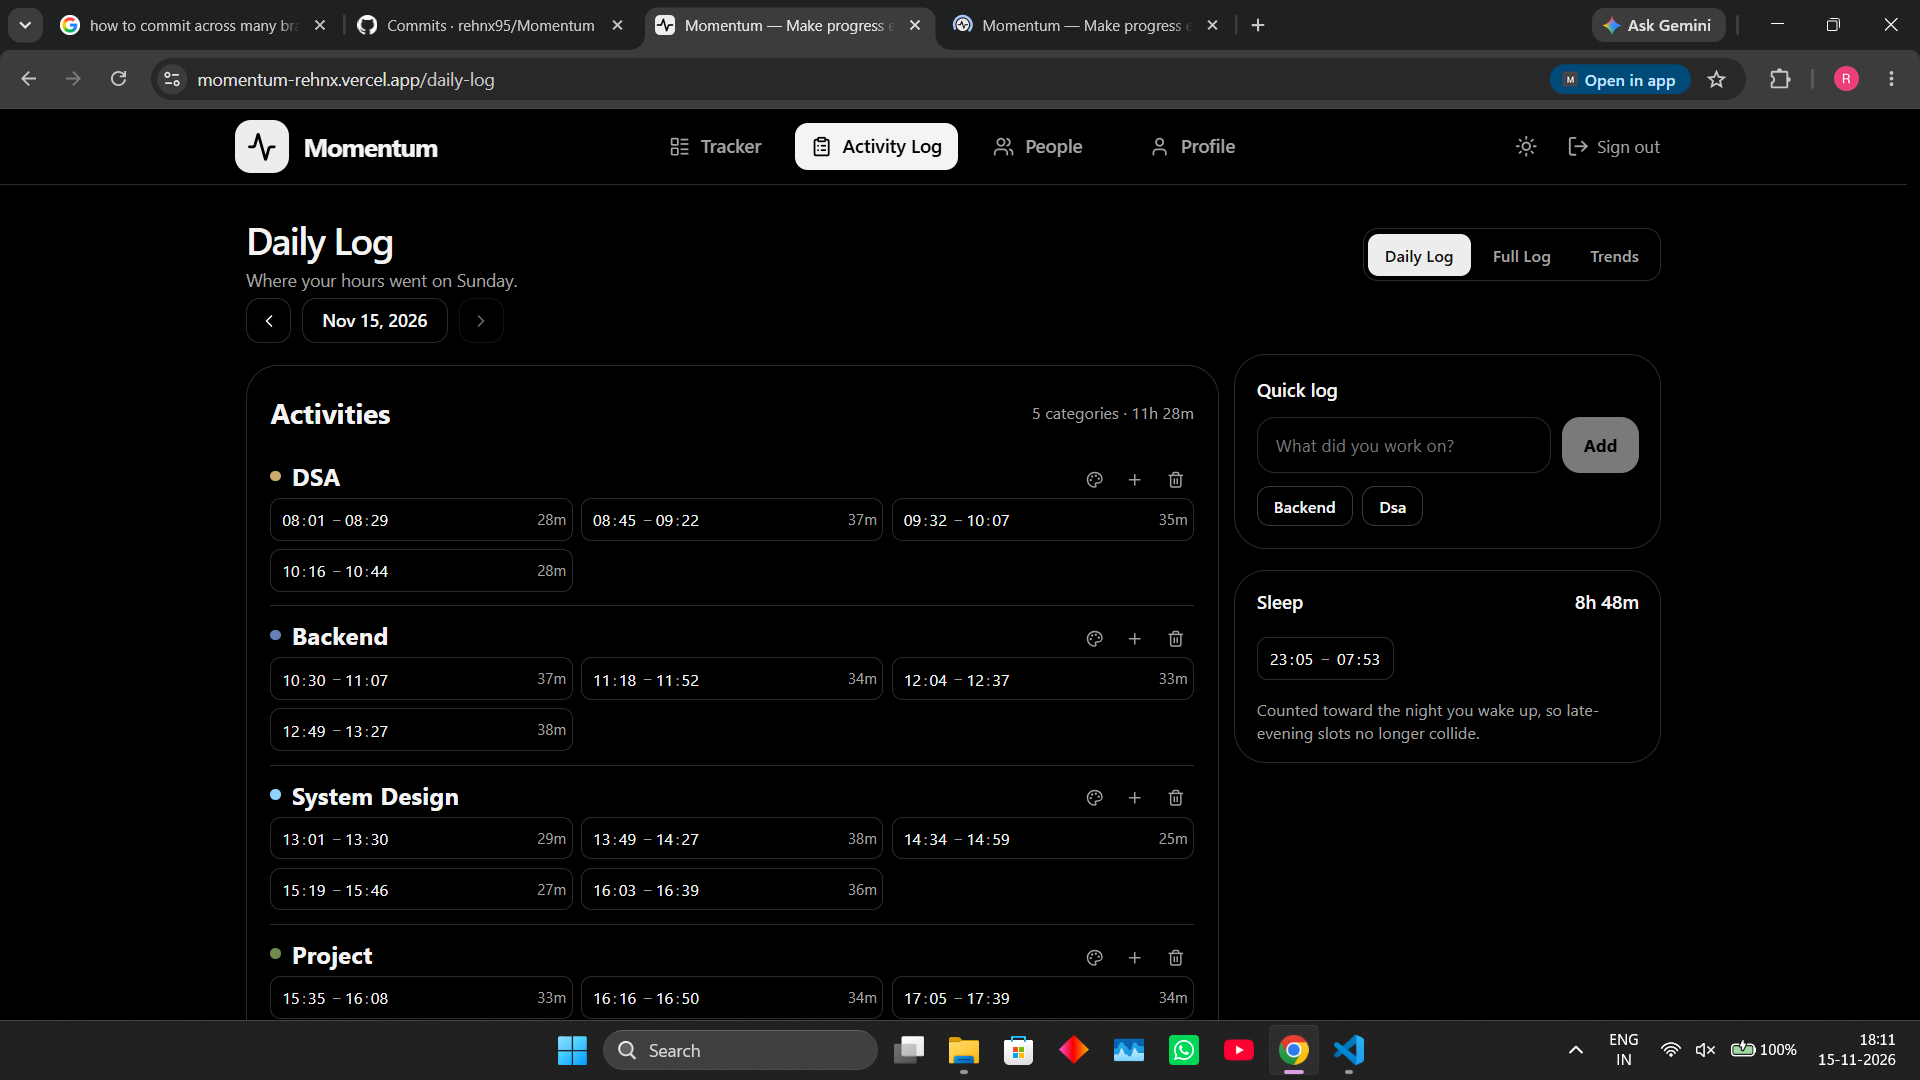 how to commit across many bra
Commits · rehnx95/Momentum
Momentum — Make progress e
Momentum — Make progress e
Ask Gemini
momentum-rehnx.vercel.app/daily-log
M Open in app
R
Momentum
Tracker
Activity Log
People
Profile
Sign out
Daily Log
Where your hours went on Sunday.
Nov 15, 2026
Daily Log
Full Log
Trends
Activities
5 categories · 11h 28m
DSA
08:01 – 08:29 28m
08:45 – 09:22 37m
09:32 – 10:07 35m
10:16 – 10:44 28m
Backend
10:30 – 11:07 37m
11:18 – 11:52 34m
12:04 – 12:37 33m
12:49 – 13:27 38m
System Design
13:01 – 13:30 29m
13:49 – 14:27 38m
14:34 – 14:59 25m
15:19 – 15:46 27m
16:03 – 16:39 36m
Project
15:35 – 16:08 33m
16:16 – 16:50 34m
17:05 – 17:39 34m
Quick log
What did you work on?
Add
Backend
Dsa
Sleep
8h 48m
23:05 – 07:53
Counted toward the night you wake up, so late-
evening slots no longer collide.
Search
ENG
IN
100%
18:11
15-11-2026